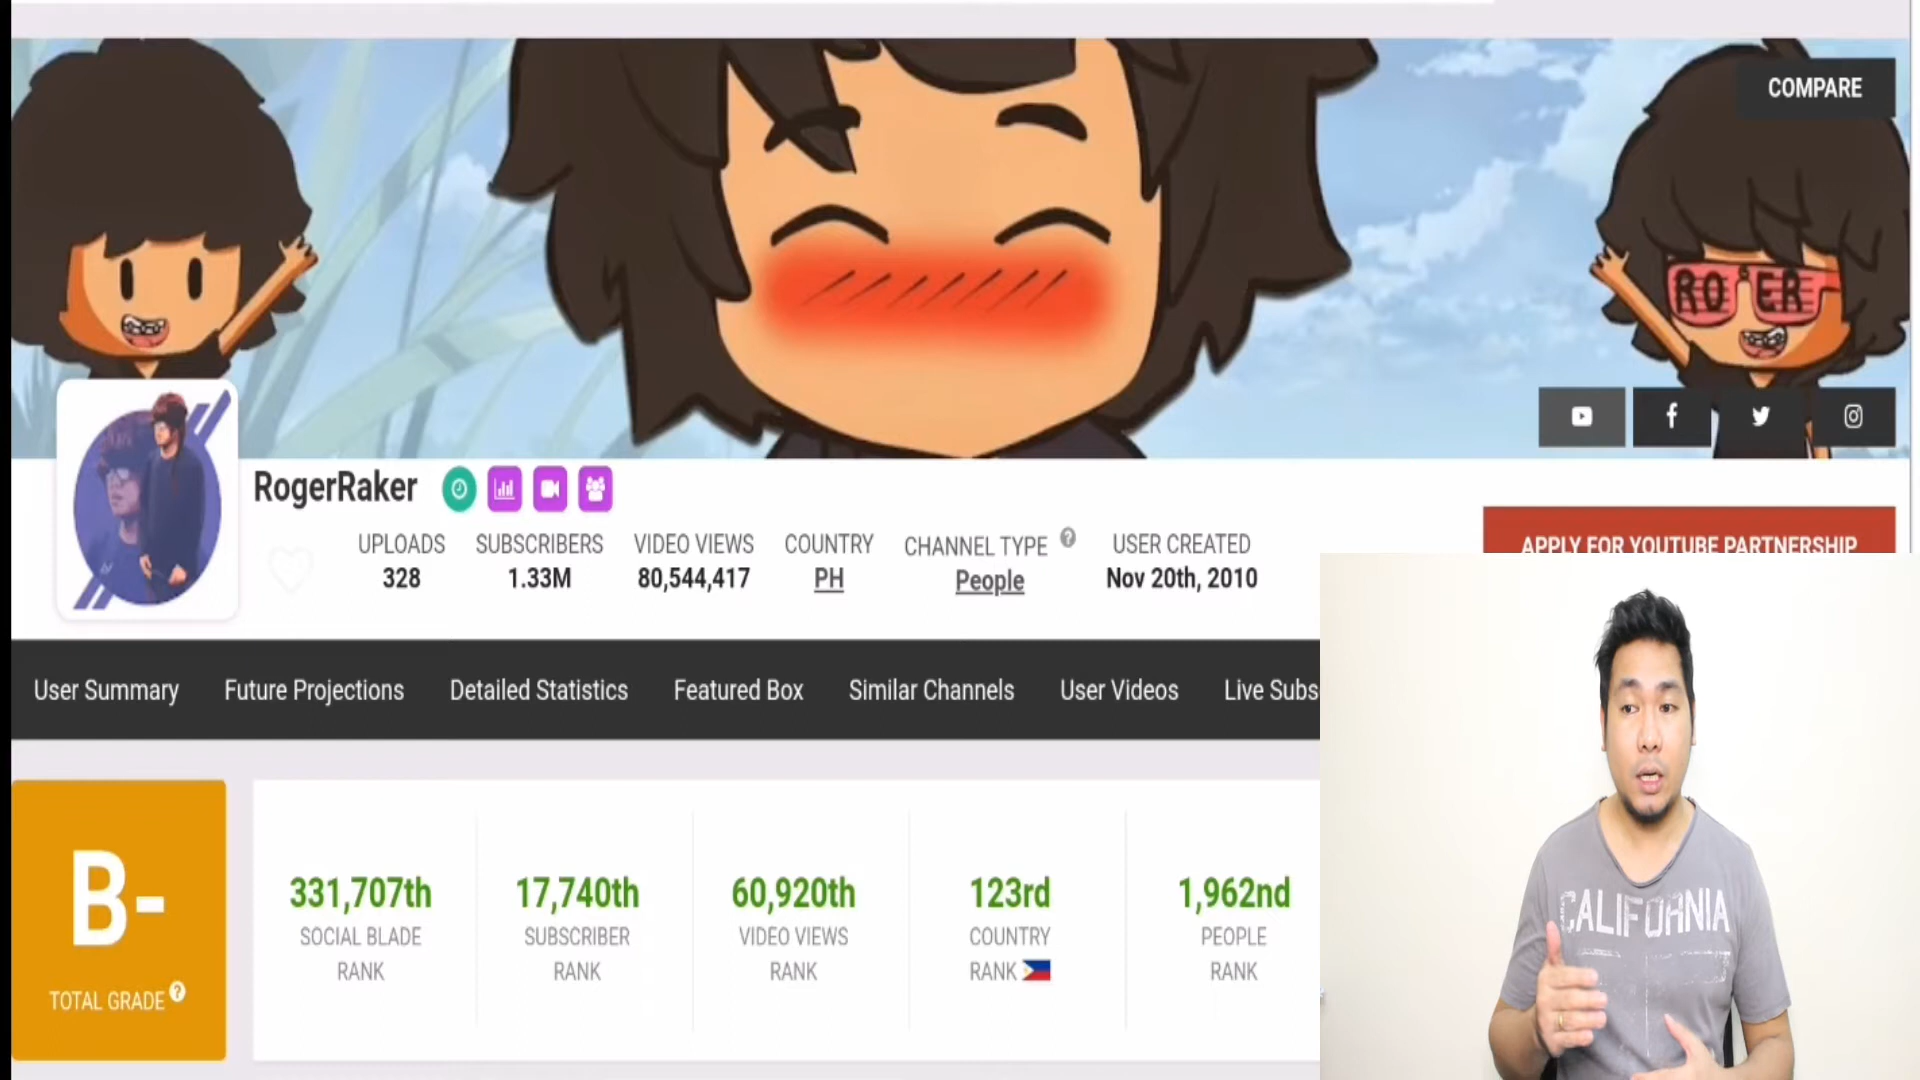 COMPARE
RO ER
RogerRaker
UPLOADS SUBSCRIBERS VIDEO VIEWS COUNTRY CHANNEL TYPE ? USER CREATED
328 1.33M 80,544,417 PH People Nov 20th, 2010
APPLY FOR YOUTUBE PARTNERSHIP
User Summary Future Projections Detailed Statistics Featured Box Similar Channels User Videos Live Subs
B-
TOTAL GRADE ?
331,707th 17,740th 60,920th 123rd 1,962nd
SOCIAL BLADE SUBSCRIBER VIDEO VIEWS COUNTRY PEOPLE
RANK RANK RANK RANK RANK
CALIFORNIA